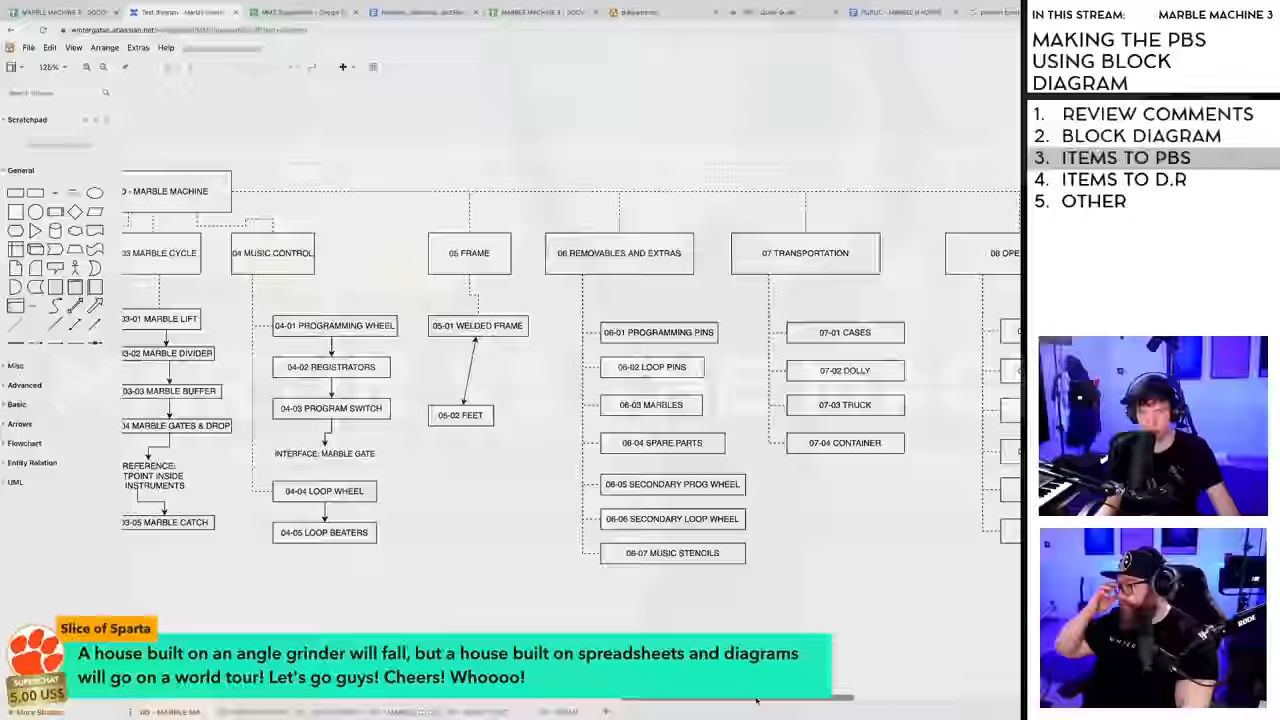 IN THIS STREAM: MARBLE MACHINE 3
MAKING THE PBS
USING BLOCK
DIAGRAM
1. REVIEW COMMENTS
2. BLOCK DIAGRAM
3. ITEMS TO PBS
4. ITEMS TO D.R
5. OTHER
File Edit View Arrange Extras Help
125%
Scratchpad
General
Misc
Advanced
Basic
Arrows
Flowchart
Entity Relation
UML
- MARBLE MACHINE
03 MARBLE CYCLE
04 MUSIC CONTROL
05 FRAME
06 REMOVABLES AND EXTRAS
07 TRANSPORTATION
08 OPE
03-01 MARBLE LIFT
03-02 MARBLE DIVIDER
03-03 MARBLE BUFFER
04 MARBLE GATES & DROP
REFERENCE:
TPOINT INSIDE
INSTRUMENTS
03-05 MARBLE CATCH
04-01 PROGRAMMING WHEEL
04-02 REGISTRATORS
04-03 PROGRAM SWITCH
INTERFACE: MARBLE GATE
04-04 LOOP WHEEL
04-05 LOOP BEATERS
05-01 WELDED FRAME
05-02 FEET
06-01 PROGRAMMING PINS
06-02 LOOP PINS
06-03 MARBLES
06-04 SPARE PARTS
06-05 SECONDARY PROG WHEEL
06-06 SECONDARY LOOP WHEEL
06-07 MUSIC STENCILS
07-01 CASES
07-02 DOLLY
07-03 TRUCK
07-04 CONTAINER
Slice of Sparta
A house built on an angle grinder will fall, but a house built on spreadsheets and diagrams
will go on a world tour! Let's go guys! Cheers! Whoooo!
SUPERCHAT
5,00 US$
RODE